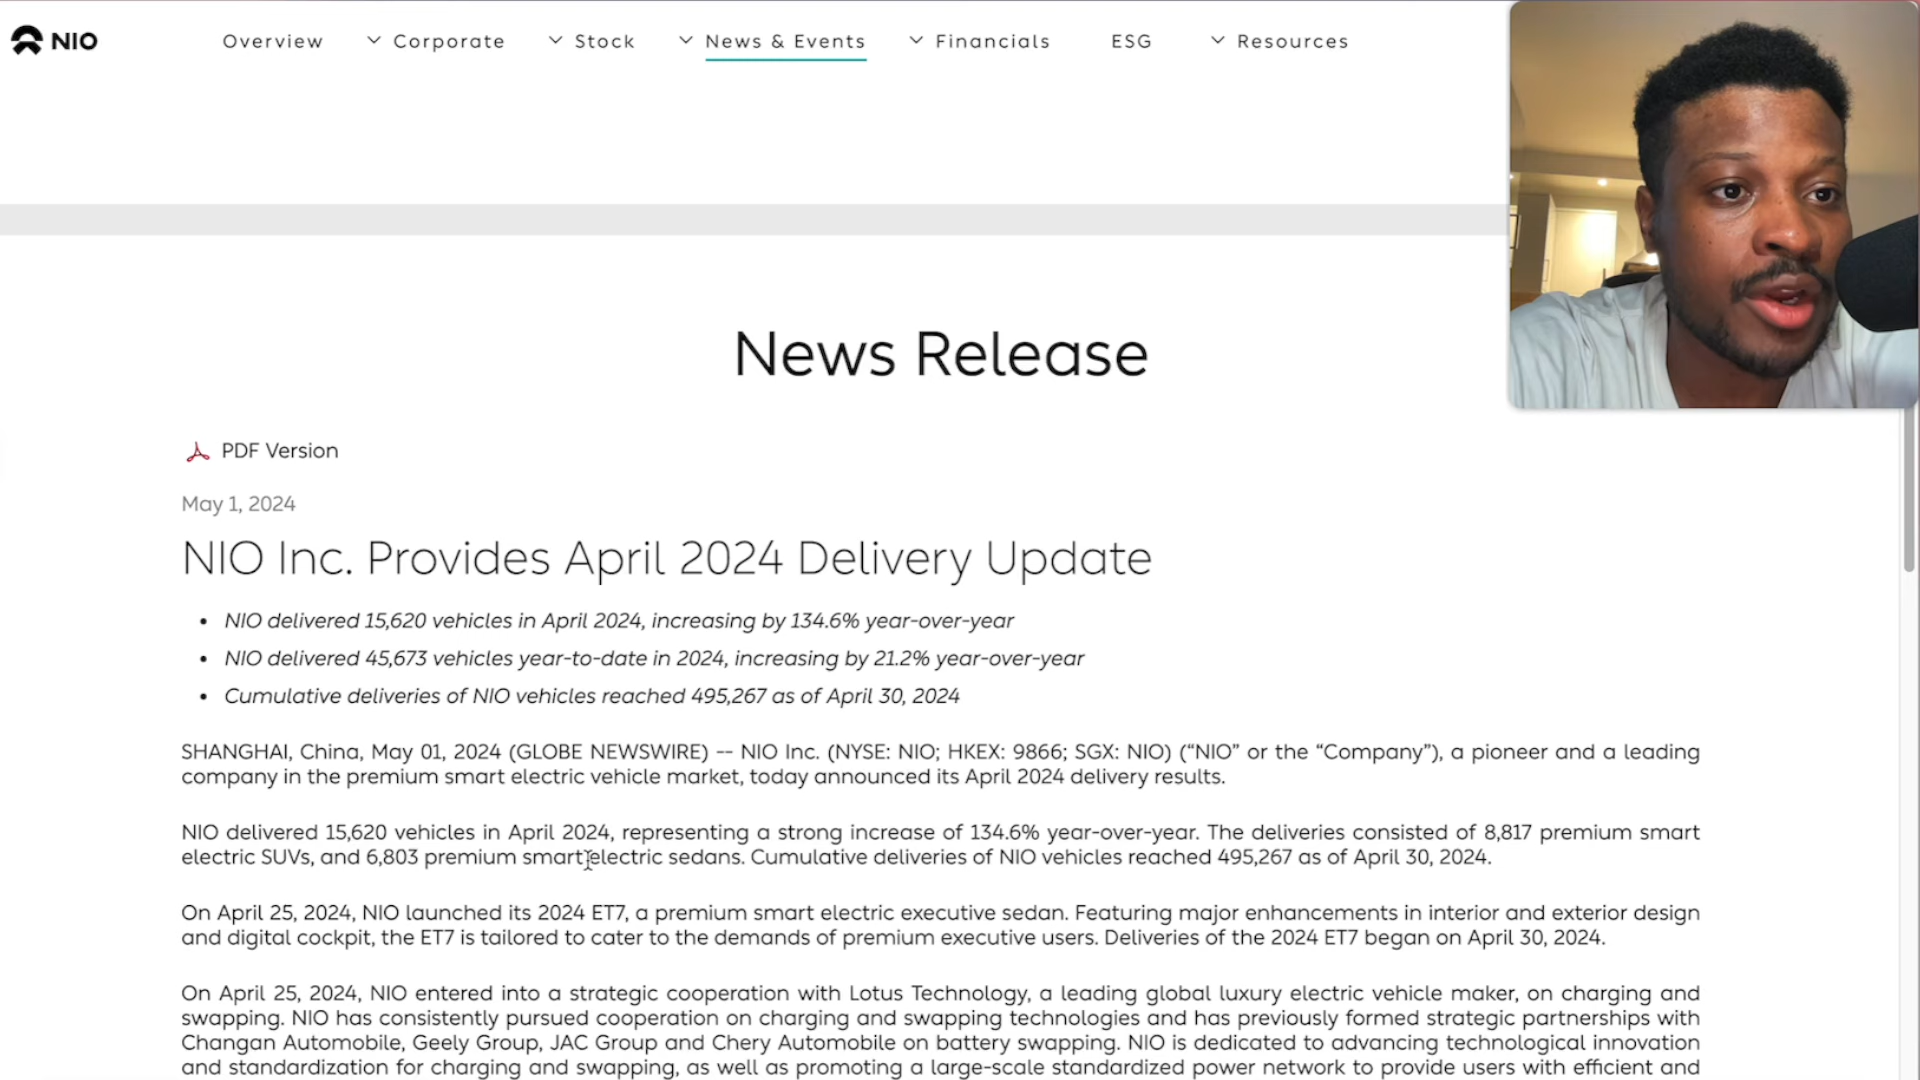 NIO
Overview Corporate Stock News & Events Financials ESG Resources
News Release
PDF Version
May 1, 2024
NIO Inc. Provides April 2024 Delivery Update
• NIO delivered 15,620 vehicles in April 2024, increasing by 134.6% year-over-year
• NIO delivered 45,673 vehicles year-to-date in 2024, increasing by 21.2% year-over-year
• Cumulative deliveries of NIO vehicles reached 495,267 as of April 30, 2024
SHANGHAI, China, May 01, 2024 (GLOBE NEWSWIRE) -- NIO Inc. (NYSE: NIO; HKEX: 9866; SGX: NIO) (“NIO” or the “Company”), a pioneer and a leading
company in the premium smart electric vehicle market, today announced its April 2024 delivery results.
NIO delivered 15,620 vehicles in April 2024, representing a strong increase of 134.6% year-over-year. The deliveries consisted of 8,817 premium smart
electric SUVs, and 6,803 premium smart electric sedans. Cumulative deliveries of NIO vehicles reached 495,267 as of April 30, 2024.
On April 25, 2024, NIO launched its 2024 ET7, a premium smart electric executive sedan. Featuring major enhancements in interior and exterior design
and digital cockpit, the ET7 is tailored to cater to the demands of premium executive users. Deliveries of the 2024 ET7 began on April 30, 2024.
On April 25, 2024, NIO entered into a strategic cooperation with Lotus Technology, a leading global luxury electric vehicle maker, on charging and
swapping. NIO has consistently pursued cooperation on charging and swapping technologies and has previously formed strategic partnerships with
Changan Automobile, Geely Group, JAC Group and Chery Automobile on battery swapping. NIO is dedicated to advancing technological innovation
and standardization for charging and swapping, as well as promoting a large-scale standardized power network to provide users with efficient and